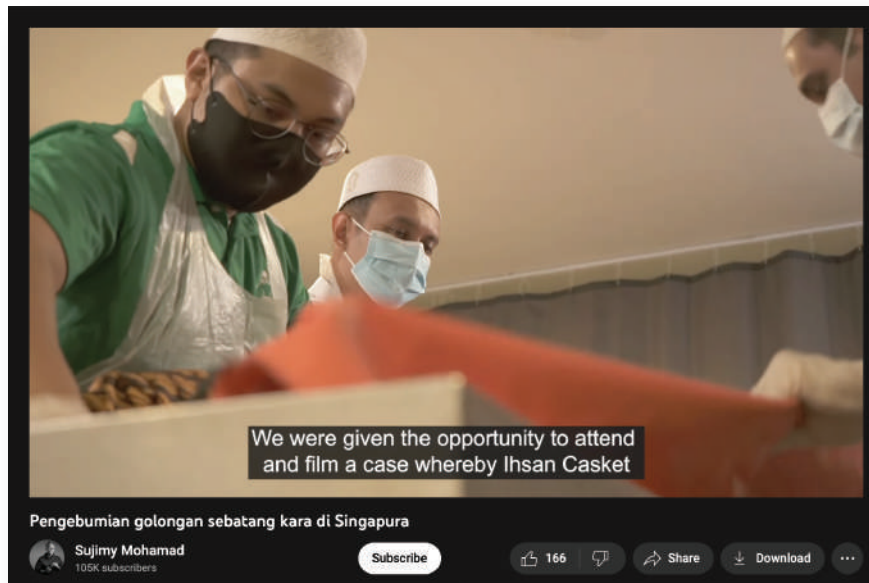 We were given the opportunity to attend
and film a case whereby Ihsan Casket
Pengebumian golongan sebatang kara di Singapura
Sujimy Mohamad
105K subscribers
Subscribe
166
Share
Download